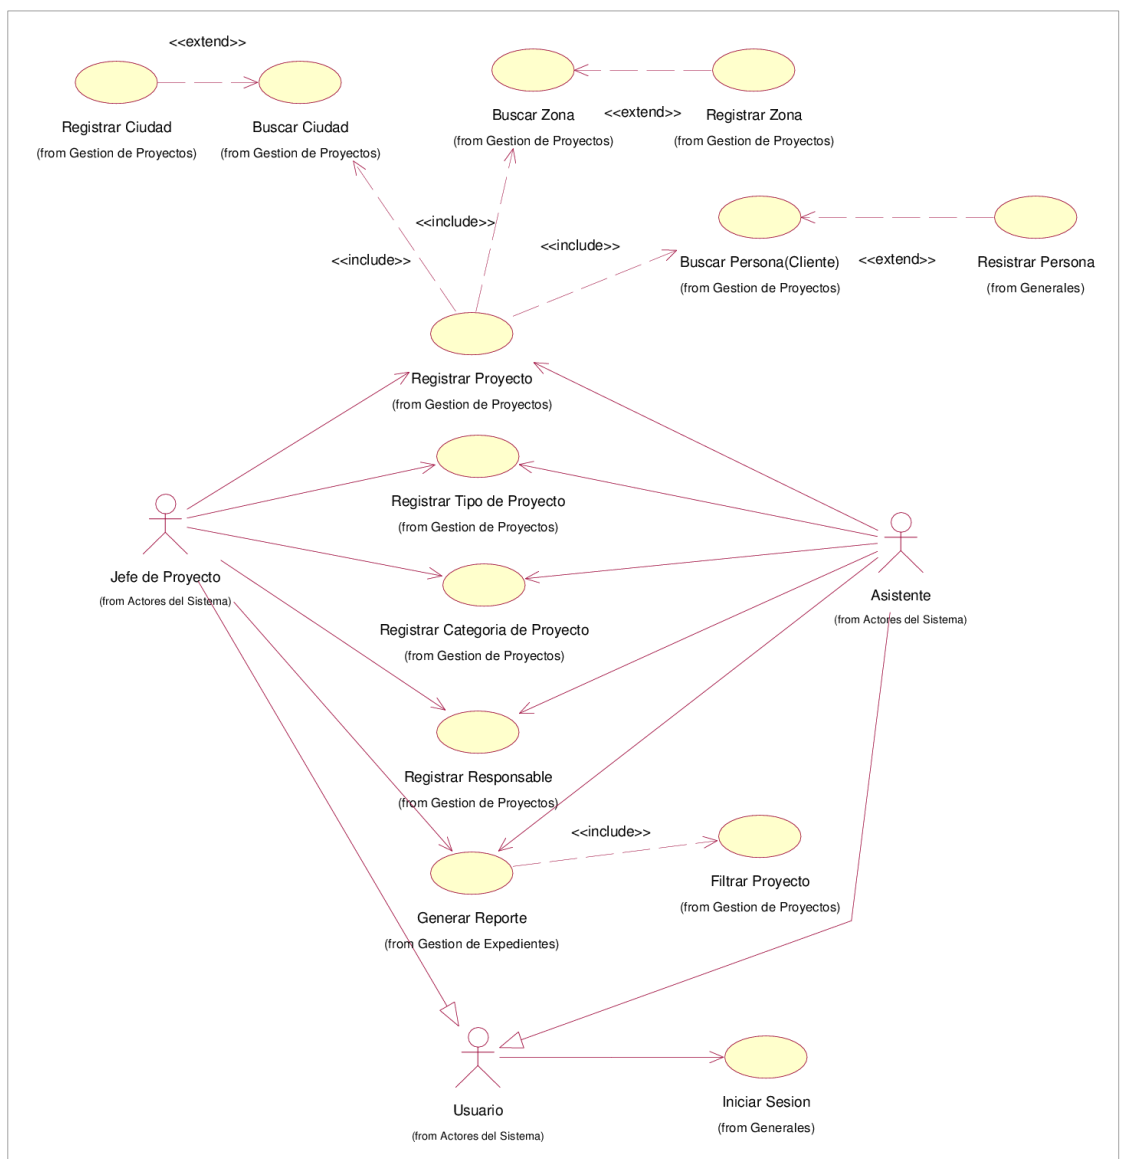 <<extend>>
Registrar Ciudad
(from Gestion de Proyectos)
Buscar Ciudad
(from Gestion de Proyectos)
Buscar Zona
(from Gestion de Proyectos)
<<extend>>
Registrar Zona
(from Gestion de Proyectos)
<<include>>
<<include>>
<<include>>
Buscar Persona(Cliente)
(from Gestion de Proyectos)
<<extend>>
Resistrar Persona
(from Generales)
Registrar Proyecto
(from Gestion de Proyectos)
Registrar Tipo de Proyecto
(from Gestion de Proyectos)
Jefe de Proyecto
(from Actores del Sistema)
Asistente
(from Actores del Sistema)
Registrar Categoria de Proyecto
(from Gestion de Proyectos)
Registrar Responsable
(from Gestion de Proyectos)
<<include>>
Filtrar Proyecto
(from Gestion de Proyectos)
Generar Reporte
(from Gestion de Expedientes)
Usuario
(from Actores del Sistema)
Iniciar Sesion
(from Generales)